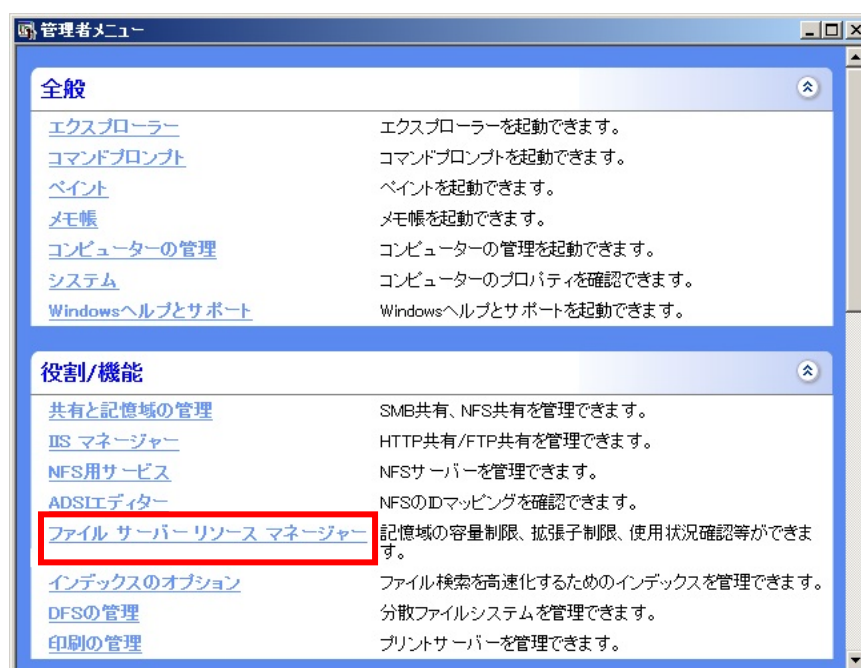 管理者メニュー
全般
エクスプローラー エクスプローラーを起動できます。
コマンドプロンプト コマンドプロンプトを起動できます。
ペイント ペイントを起動できます。
メモ帳 メモ帳を起動できます。
コンピューターの管理 コンピューターの管理を起動できます。
システム コンピューターのプロパティを確認できます。
Windowsヘルプとサポート Windowsヘルプとサポートを起動できます。
役割/機能
共有と記憶域の管理 SMB共有、NFS共有を管理できます。
IIS マネージャー HTTP共有/FTP共有を管理できます。
NFS用サービス NFSサーバーを管理できます。
ADSIエディター NFSのIDマッピングを確認できます。
ファイル サーバー リソース マネージャー 記憶域の容量制限、拡張子制限、使用状況確認等ができま
す。
インデックスのオプション ファイル検索を高速化するためのインデックスを管理できます。
DFSの管理 分散ファイルシステムを管理できます。
印刷の管理 プリントサーバーを管理できます。